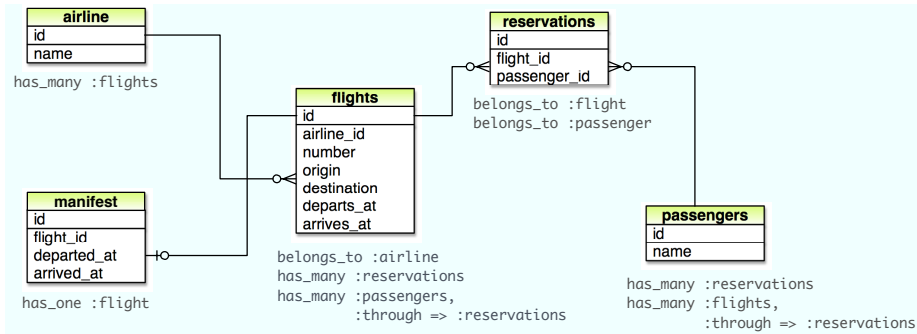 airline
id
name
has_many :flights
reservations
id
flight_id
passenger_id
belongs_to :flight
belongs_to :passenger
flights
id
airline_id
number
origin
destination
departs_at
arrives_at
belongs_to :airline
has_many :reservations
has_many :passengers,
:through => :reservations
manifest
id
flight_id
departed_at
arrived_at
has_one :flight
passengers
id
name
has_many :reservations
has_many :flights,
:through => :reservations